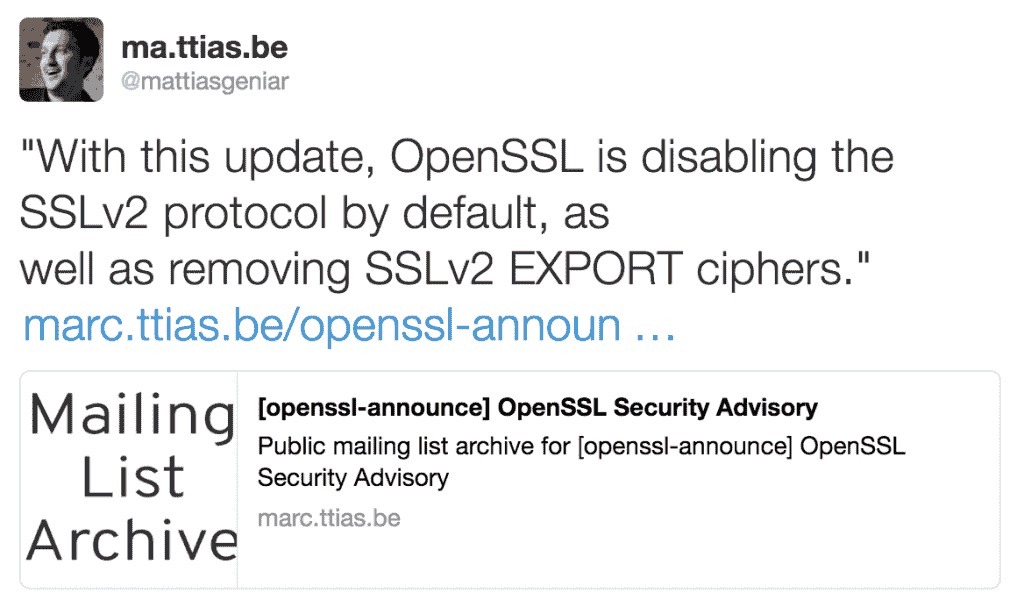 ma.ttias.be
@mattiasgeniar
"With this update, OpenSSL is disabling the
SSLv2 protocol by default, as
well as removing SSLv2 EXPORT ciphers."
marc.ttias.be/openssl-announ …
Mailing
List
Archive
[openssl-announce] OpenSSL Security Advisory
Public mailing list archive for [openssl-announce] OpenSSL
Security Advisory
marc.ttias.be